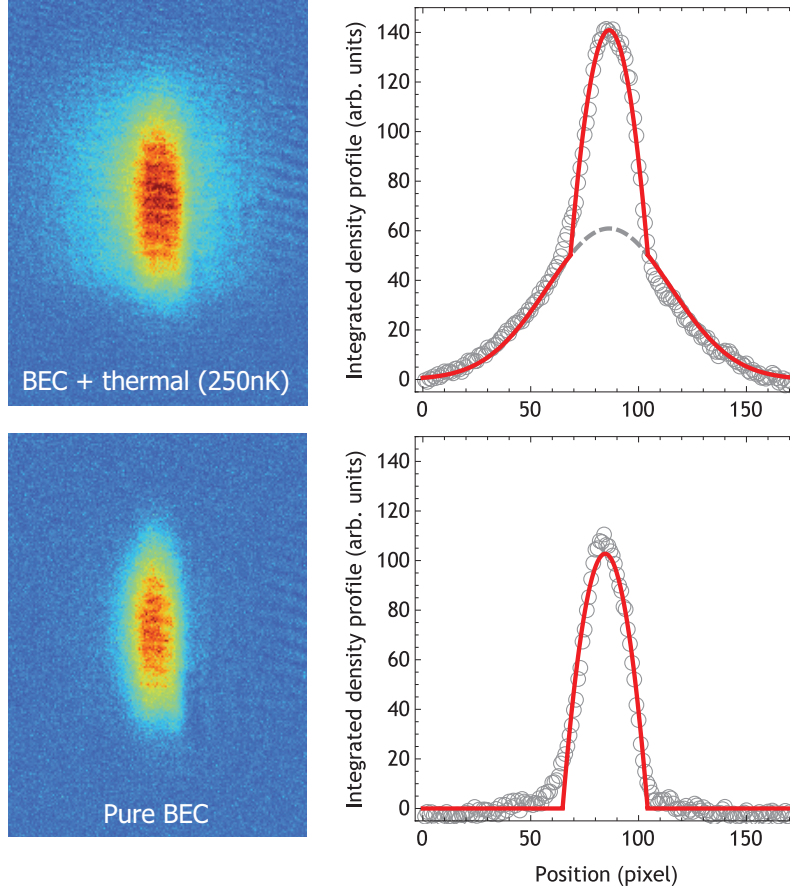 BEC + thermal (250nK)
Integrated density profile (arb. units)
140
120
100
80
60
40
20
0
0 50 100 150
Pure BEC
Integrated density profile (arb. units)
140
120
100
80
60
40
20
0
0 50 100 150
Position (pixel)